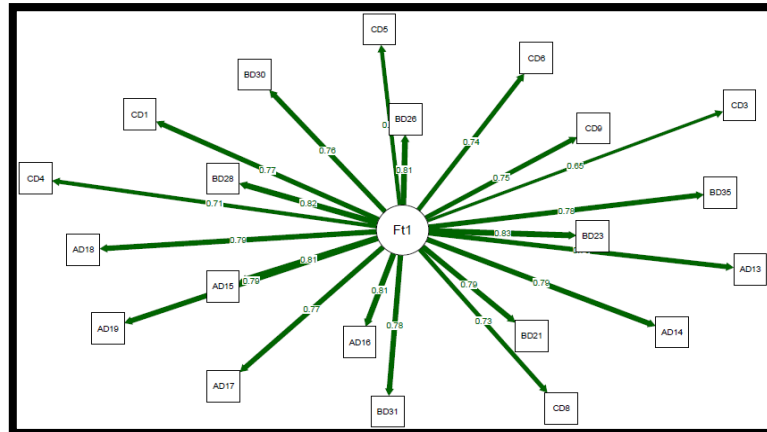 CD5
CD6
BD30
CD3
CD1
BD26
CD9
0.74
0.76
0.75
0.65
CD4
BD28
0.77
0.81
BD35
0.71
0.82
0.78
Ft1
0.83
BD23
AD18
0.79
0.81
AD13
AD15
0.79
0.79
0.79
0.81
AD19
0.77
AD16
0.78
0.73
BD21
AD14
AD17
BD31
CD8